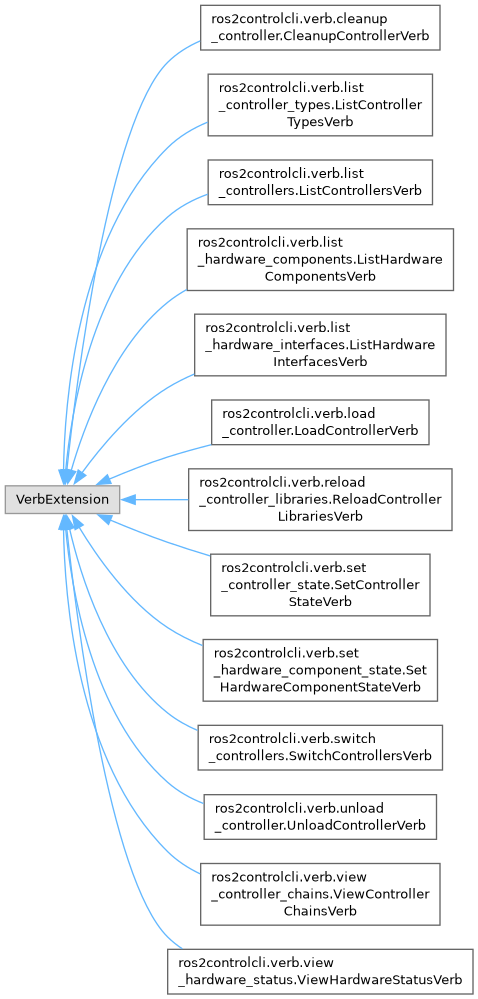 ros2controlcli.verb.cleanup
_controller.CleanupControllerVerb
ros2controlcli.verb.list
_controller_types.ListController
TypesVerb
ros2controlcli.verb.list
_controllers.ListControllersVerb
ros2controlcli.verb.list
_hardware_components.ListHardware
ComponentsVerb
ros2controlcli.verb.list
_hardware_interfaces.ListHardware
InterfacesVerb
ros2controlcli.verb.load
_controller.LoadControllerVerb
VerbExtension
ros2controlcli.verb.reload
_controller_libraries.ReloadController
LibrariesVerb
ros2controlcli.verb.set
_controller_state.SetController
StateVerb
ros2controlcli.verb.set
_hardware_component_state.Set
HardwareComponentStateVerb
ros2controlcli.verb.switch
_controllers.SwitchControllersVerb
ros2controlcli.verb.unload
_controller.UnloadControllerVerb
ros2controlcli.verb.view
_controller_chains.ViewController
ChainsVerb
ros2controlcli.verb.view
_hardware_status.ViewHardwareStatusVerb